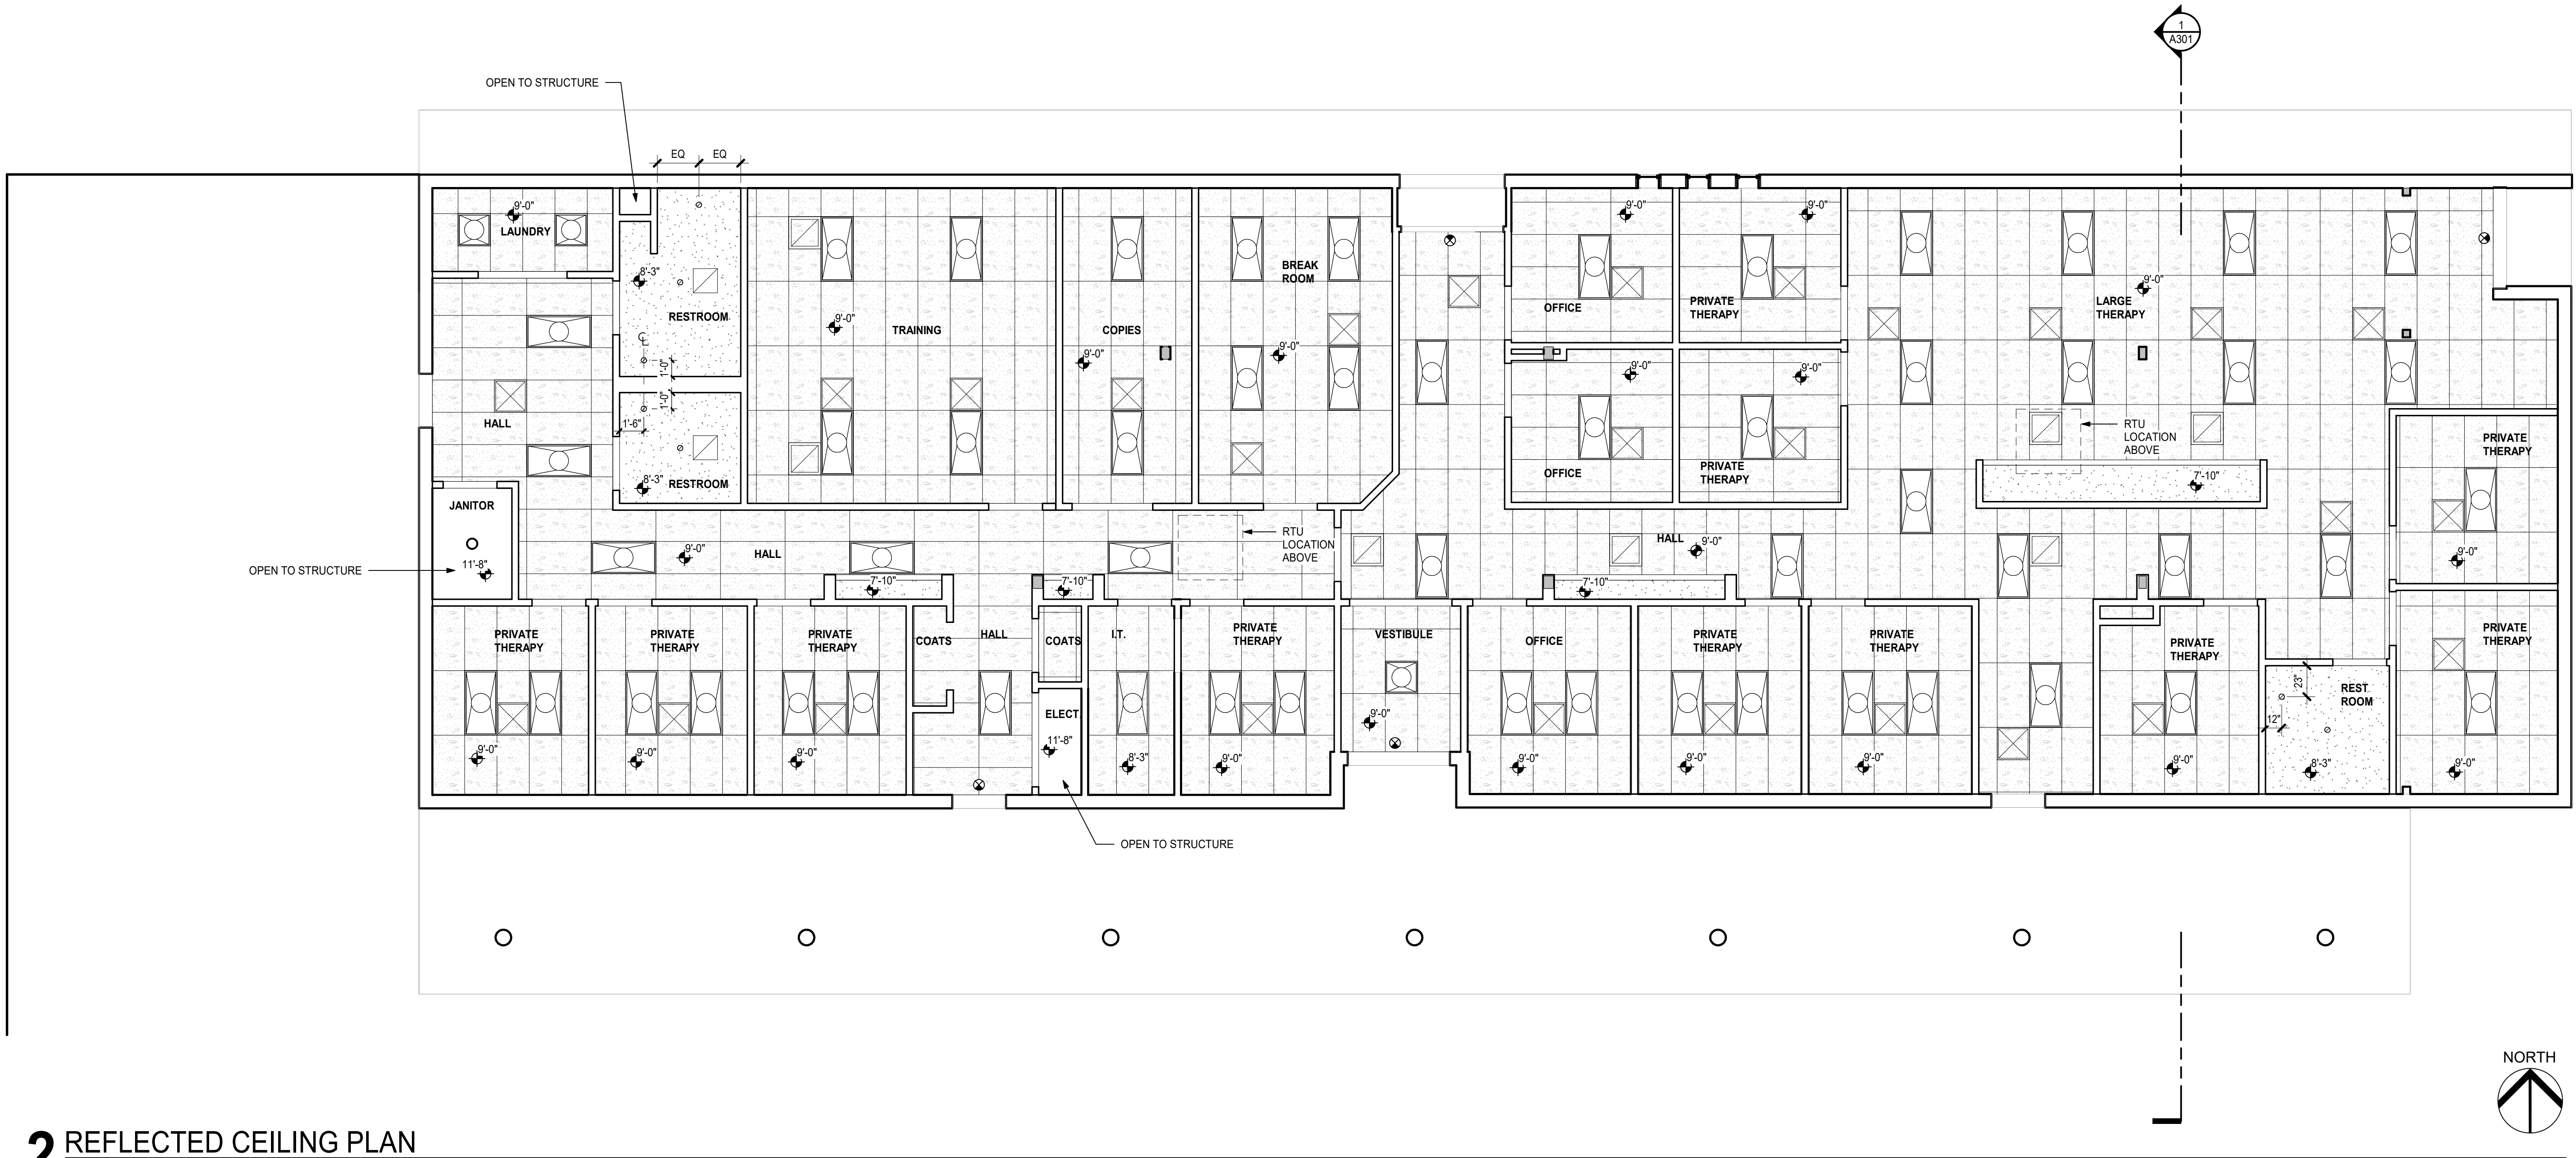 1
A301
OPEN TO STRUCTURE
EQ
EQ
9'-0"
LAUNDRY
8'-3"
RESTROOM
9'-0"
TRAINING
COPIES
9'-0"
BREAK
ROOM
9'-0"
9'-0"
OFFICE
9'-0"
PRIVATE
THERAPY
9'-0"
LARGE
THERAPY
CL
1'-0"
1'-0"
1'-6"
HALL
8'-3"
RESTROOM
9'-0"
OFFICE
9'-0"
PRIVATE
THERAPY
RTU
LOCATION
ABOVE
7'-10"
PRIVATE
THERAPY
9'-0"
JANITOR
11'-8"
OPEN TO STRUCTURE
9'-0"
HALL
7'-10"
7'-10"
RTU
LOCATION
ABOVE
HALL
9'-0"
7'-10"
PRIVATE
THERAPY
9'-0"
PRIVATE
THERAPY
9'-0"
PRIVATE
THERAPY
9'-0"
COATS
HALL
COATS
ELECT.
11'-8"
I.T.
8'-3"
PRIVATE
THERAPY
9'-0"
VESTIBULE
9'-0"
OFFICE
9'-0"
PRIVATE
THERAPY
9'-0"
PRIVATE
THERAPY
9'-0"
PRIVATE
THERAPY
9'-0"
23"
12"
REST
ROOM
8'-3"
PRIVATE
THERAPY
9'-0"
OPEN TO STRUCTURE
NORTH
2 REFLECTED CEILING PLAN